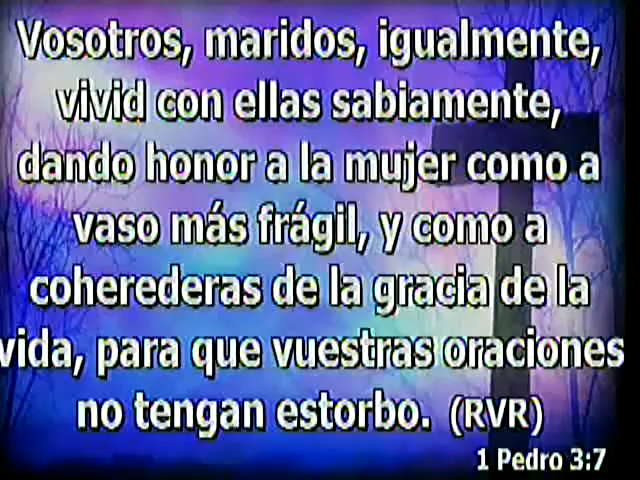 Vosotros, maridos, igualmente,
vivid con ellas sabiamente,
dando honor a la mujer como a
vaso más frágil, y como a
coherederas de la gracia de la
vida, para que vuestras oraciones
no tengan estorbo. (RVR)
1 Pedro 3:7